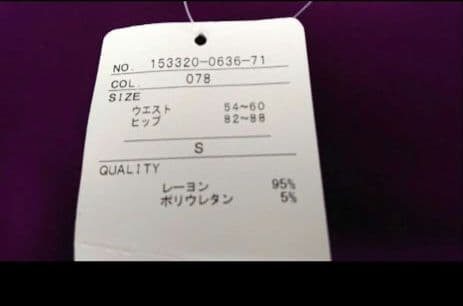 NO. 153320-0636-71
COL 078
SIZE
ウエスト 54~60
ヒップ 82~88
S
QUALITY
レーヨン 95%
ポリウレタン 5%